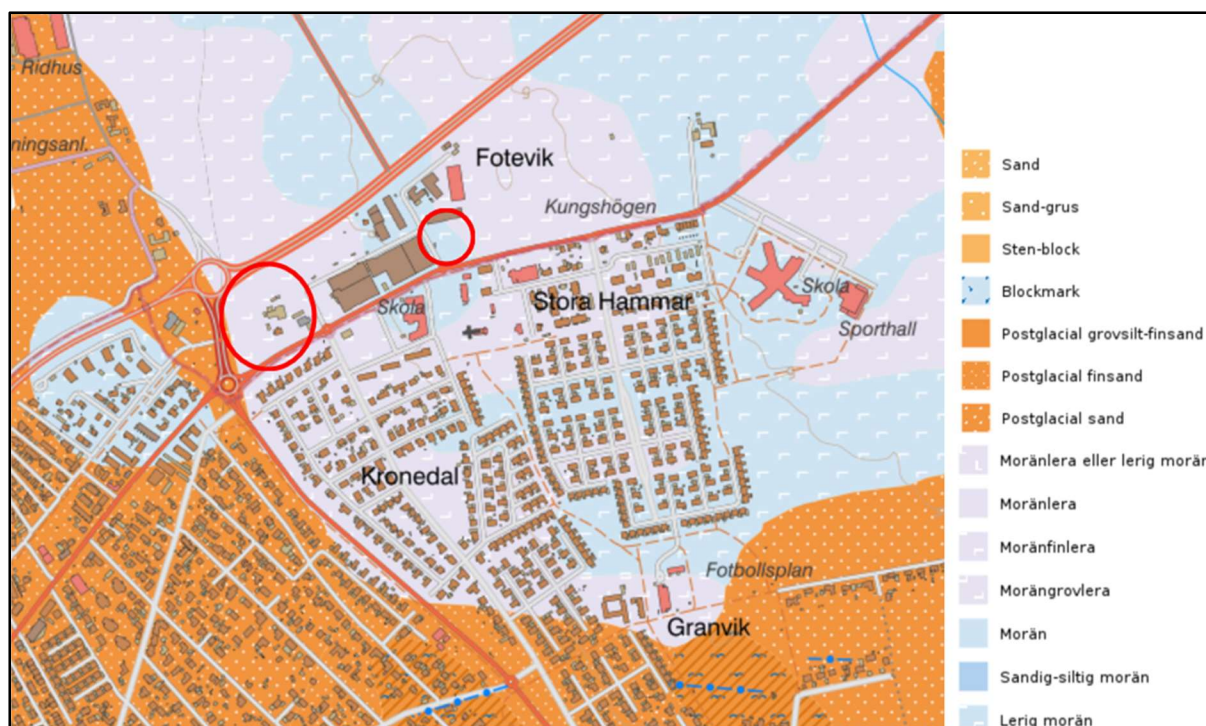 Ridhus
ningsanl.
Fotevik
Kungshögen
Skola
Stora Hammar
Skola
Sporthall
Kronedal
Fotbollsplan
Granvik
Sand
Sand-grus
Sten-block
Blockmark
Postglacial grovsilt-finsand
Postglacial finsand
Postglacial sand
Moränlera eller lerig morän
Moränlera
Moränfinlera
Morängrovlera
Morän
Sandig-siltig morän
Lerig morän